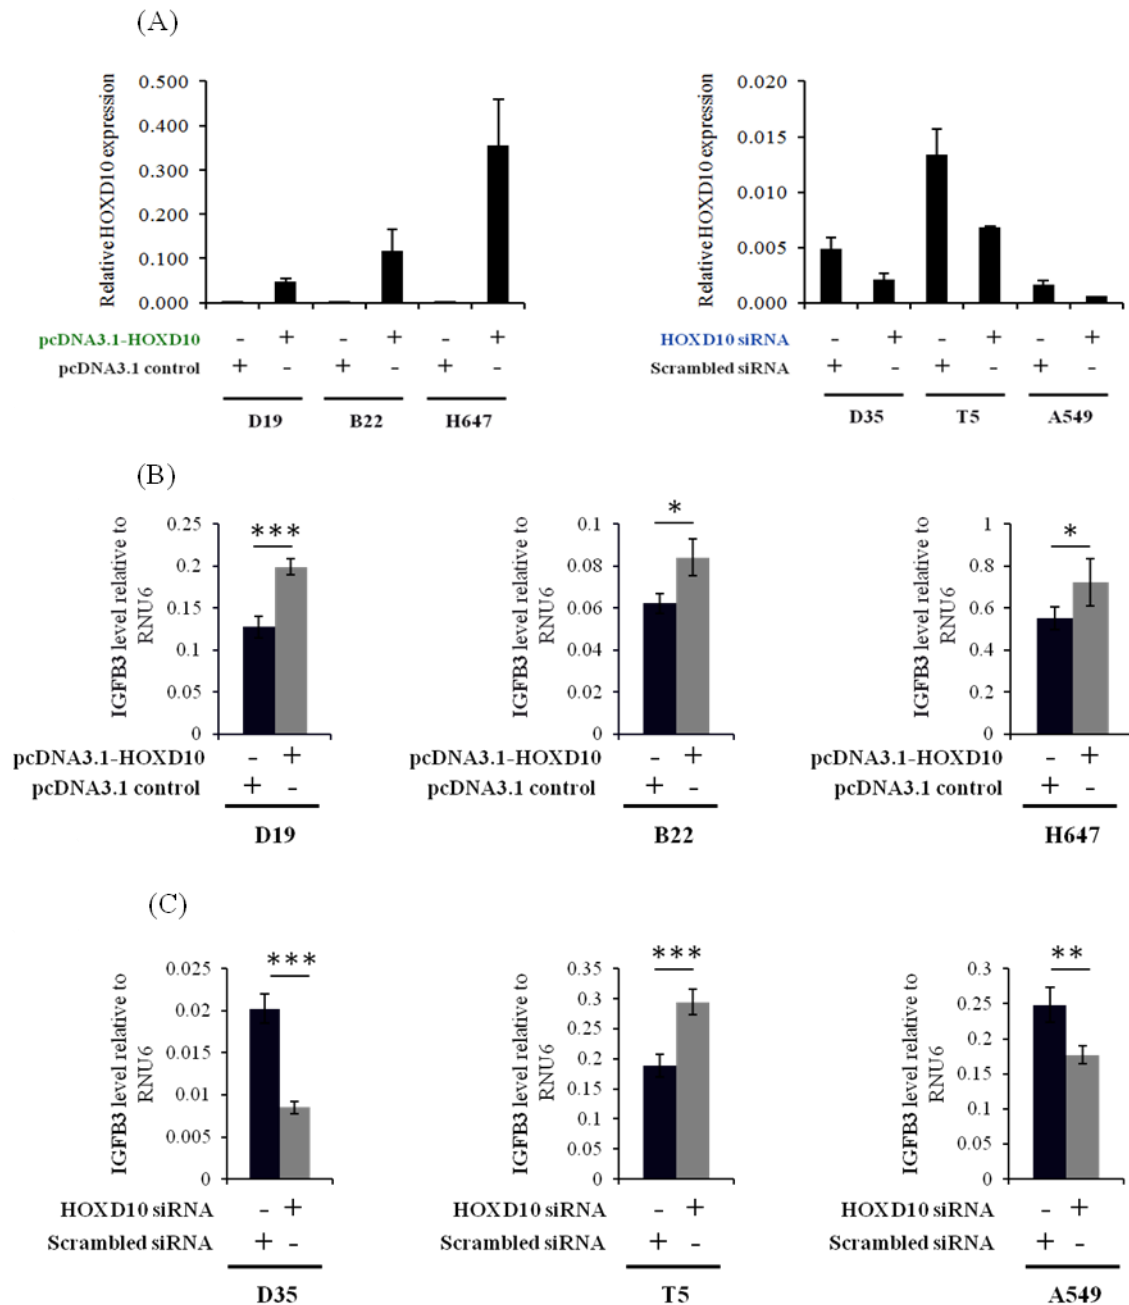 (A)
Relative HOXD10 expression
0.500
0.400
0.300
0.200
0.100
0.000
pcDNA3.1-HOXD10 - + - + - +
pcDNA3.1 control + - + - + -
D19 B22 H647
Relative HOXD10 expression
0.020
0.015
0.010
0.005
0.000
HOXD10 siRNA - + - + - +
Scrambled siRNA + - + - + -
D35 T5 A549
(B)
IGFB3 level relative to
RNU6
0.25
0.2
0.15
0.1
0.05
0
***
pcDNA3.1-HOXD10 - +
pcDNA3.1 control + -
D19
IGFB3 level relative to
RNU6
0.1
0.08
0.06
0.04
0.02
0
*
pcDNA3.1-HOXD10 - +
pcDNA3.1 control + -
B22
IGFB3 level relative to
RNU6
1
0.8
0.6
0.4
0.2
0
*
pcDNA3.1-HOXD10 - +
pcDNA3.1 control + -
H647
(C)
IGFB3 level relative to
RNU6
0.025
0.02
0.015
0.01
0.005
0
***
HOXD10 siRNA - +
Scrambled siRNA + -
D35
IGFB3 level relative to
RNU6
0.35
0.3
0.25
0.2
0.15
0.1
0.05
0
***
HOXD10 siRNA - +
Scrambled siRNA + -
T5
IGFB3 level relative to
RNU6
0.3
0.25
0.2
0.15
0.1
0.05
0
**
HOXD10 siRNA - +
Scrambled siRNA + -
A549